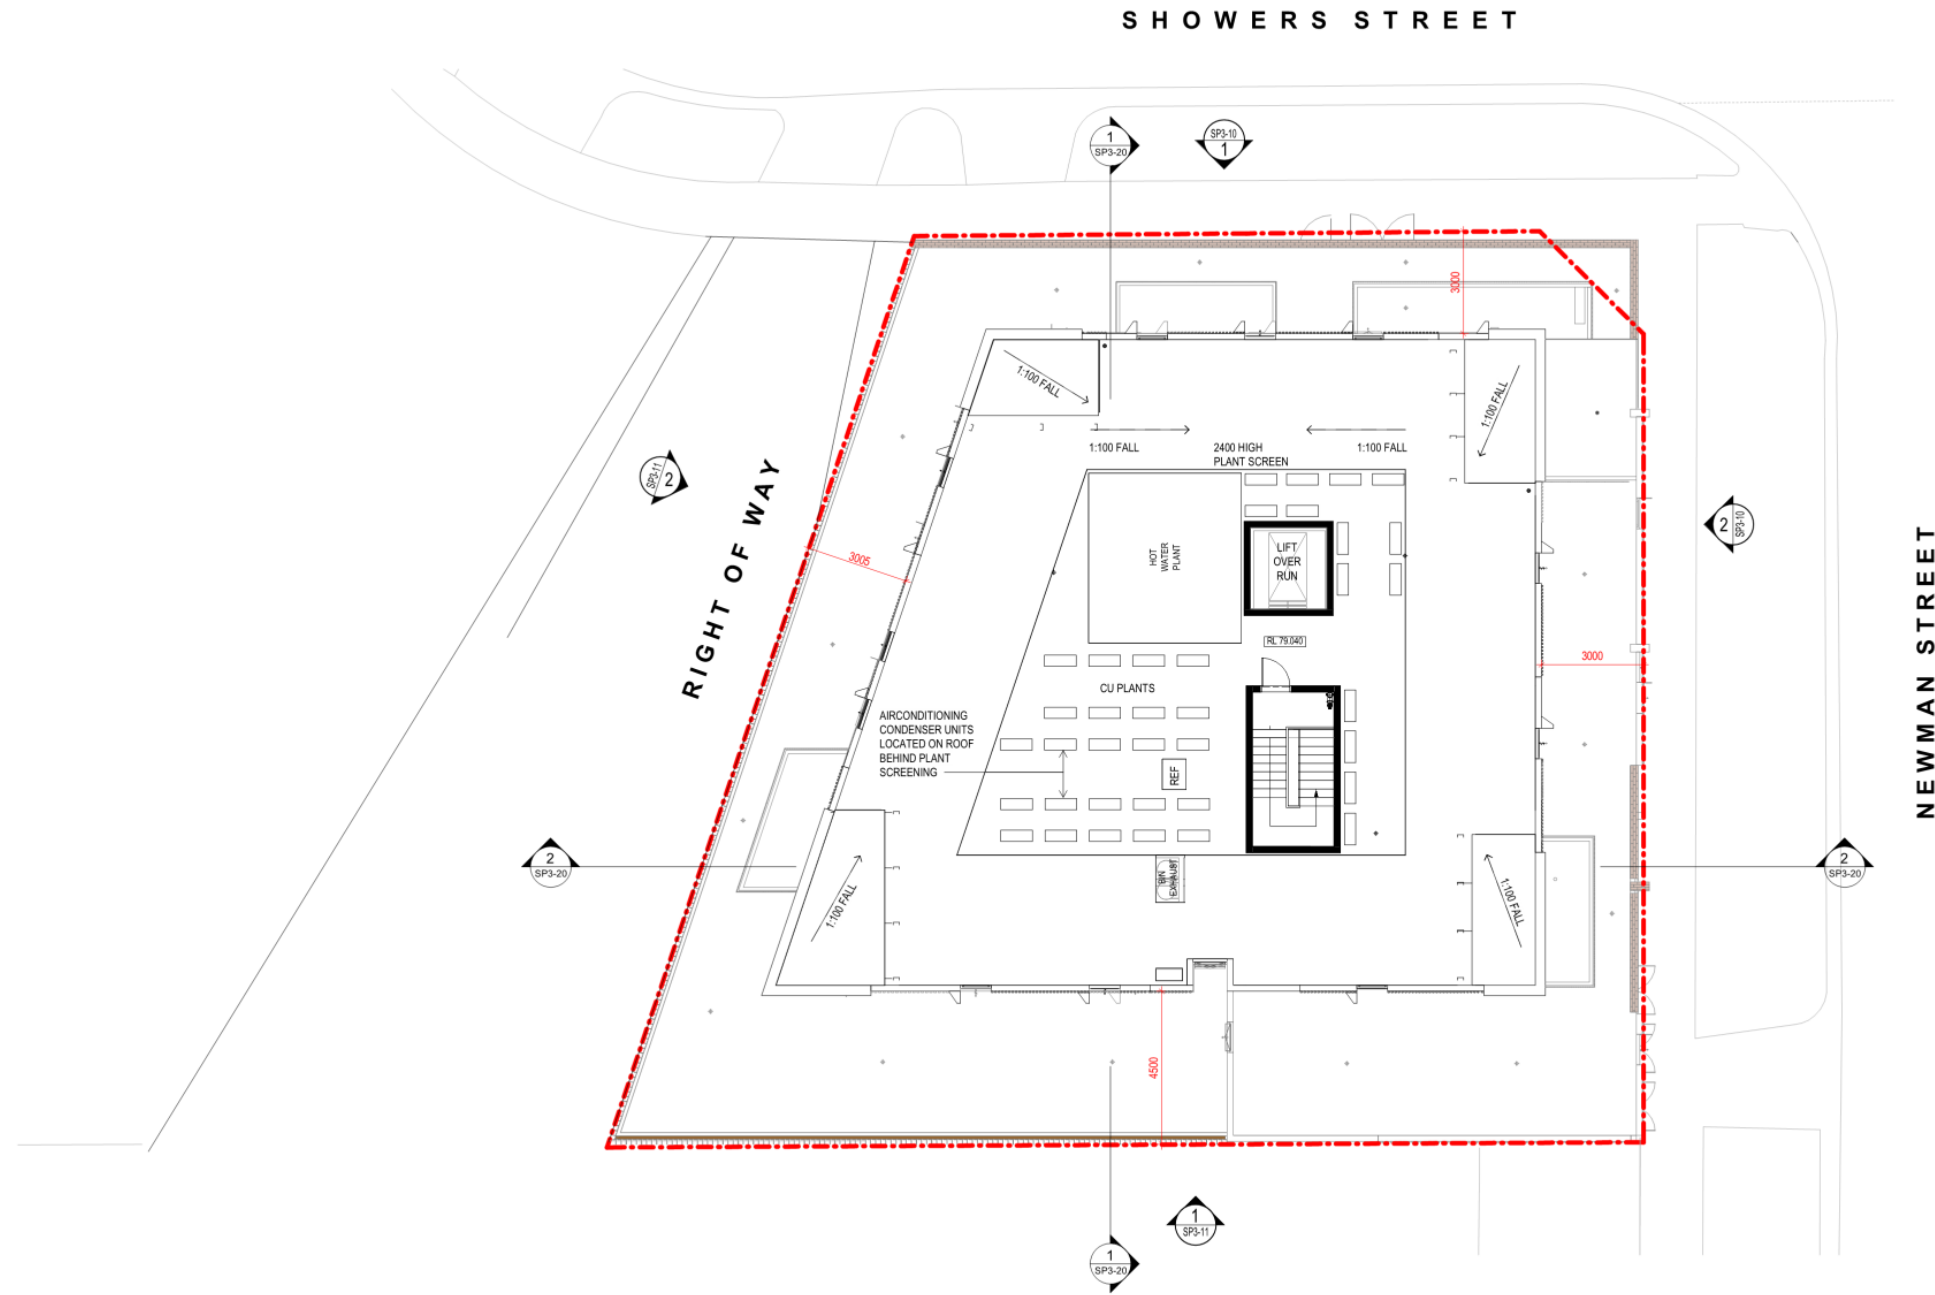 SHOWERS STREET
1
SP3-20
SP3-10
1
3000
1:100 FALL
1:100 FALL
1:100 FALL
2400 HIGH
PLANT SCREEN
1:100 FALL
SP3-11
2
RIGHT OF WAY
3005
HOT
WATER
PLANT
LIFT
OVER
RUN
2
SP3-10
NEWMAN STREET
RL 79.040
3000
CU PLANTS
AIRCONDITIONING
CONDENSER UNITS
LOCATED ON ROOF
BEHIND PLANT
SCREENING
REF
2
SP3-20
1:100 FALL
BIN
EXHAUST
1:100 FALL
2
SP3-20
4500
1
SP3-11
1
SP3-20